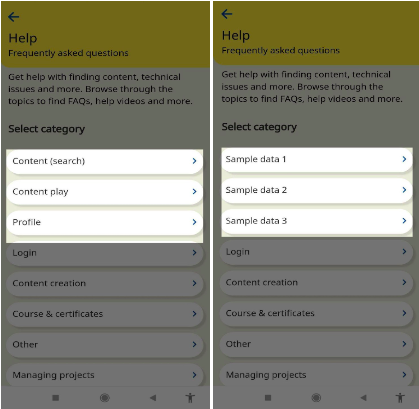 Help
Frequently asked questions
Get help with finding content, technical
issues and more. Browse through the
topics to find FAQs, help videos and more.
Select category
Content (search)
Content play
Profile
Login
Content creation
Course & certificates
Other
Managing projects
Help
Frequently asked questions
Get help with finding content, technical
issues and more. Browse through the
topics to find FAQs, help videos and more.
Select category
Sample data 1
Sample data 2
Sample data 3
Login
Content creation
Course & certificates
Other
Managing projects